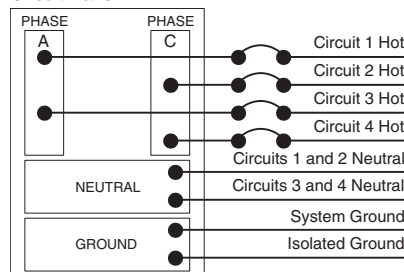 PHASE PHASE
A C
Circuit 1 Hot
Circuit 2 Hot
Circuit 3 Hot
Circuit 4 Hot
Circuits 1 and 2 Neutral
NEUTRAL
Circuits 3 and 4 Neutral
System Ground
GROUND
Isolated Ground